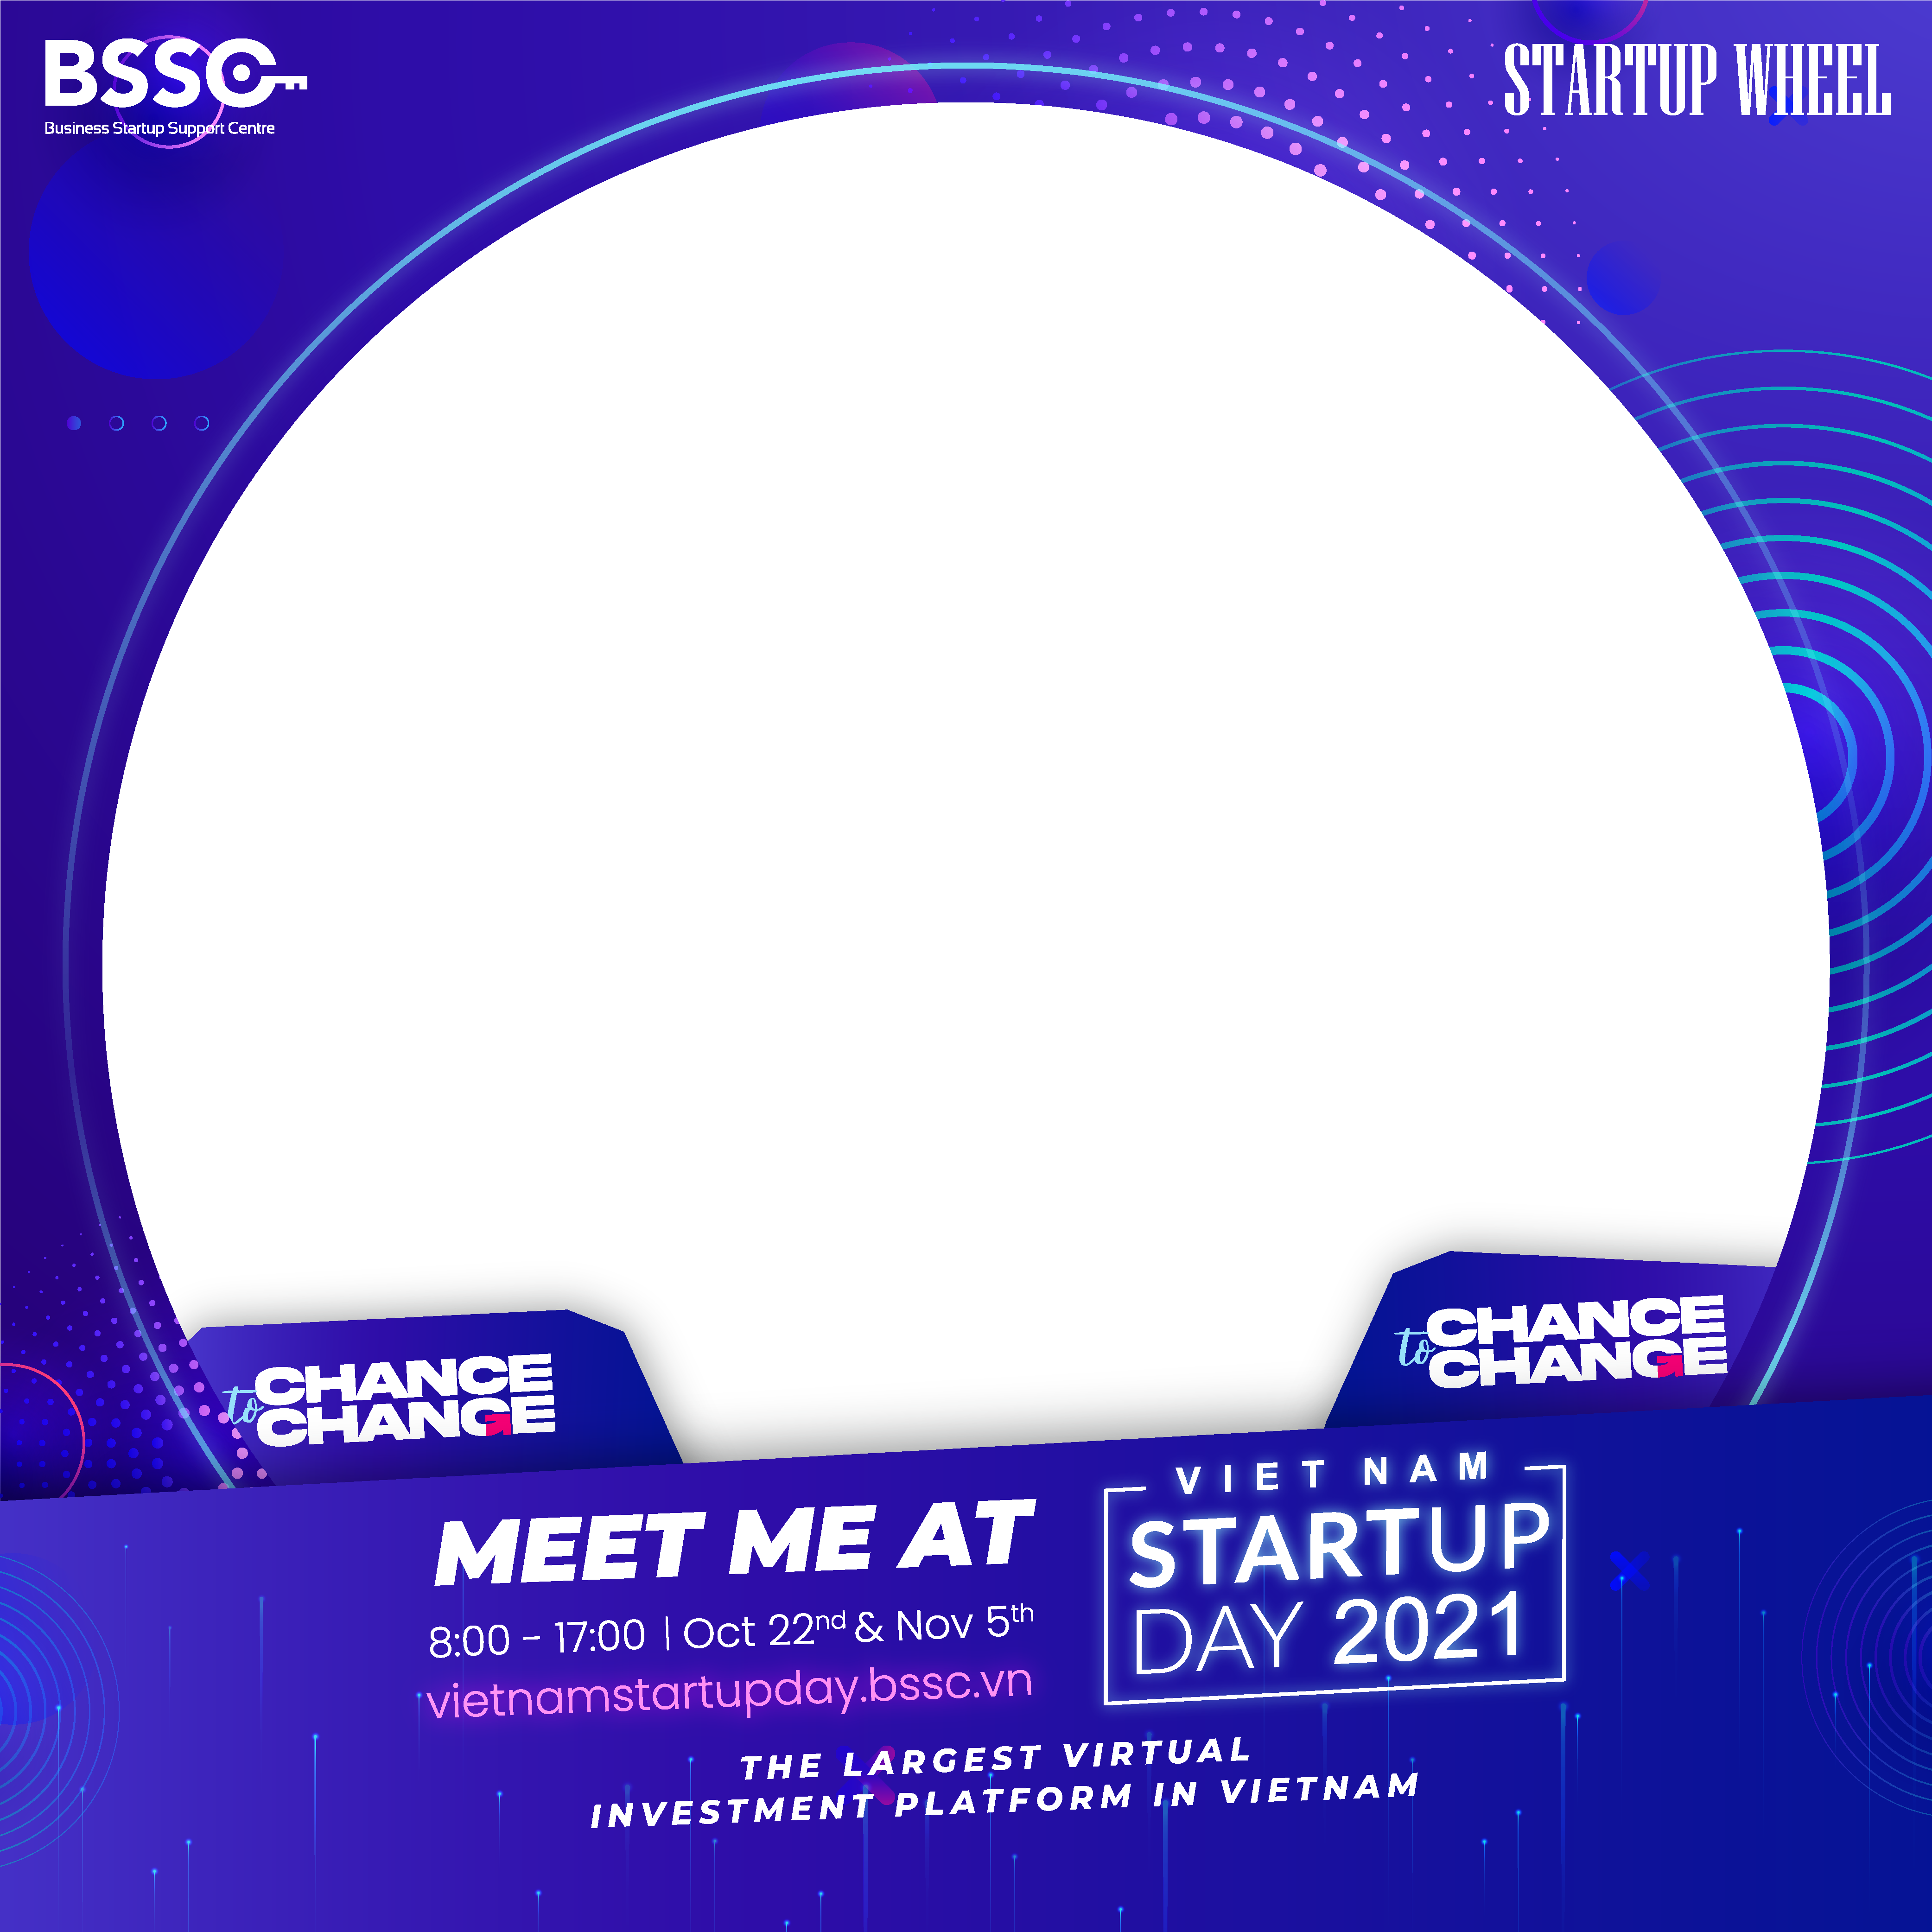 BSSC
Business Startup Support Centre
STARTUP WHEEL
CHANCE
to
CHANGE
CHANCE
to
CHANGE
MEET ME AT
8:00 - 17:00 | Oct 22nd & Nov 5th
vietnamstartupday.bssc.vn
VIET NAM
STARTUP
DAY 2021
THE LARGEST VIRTUAL
INVESTMENT PLATFORM IN VIETNAM